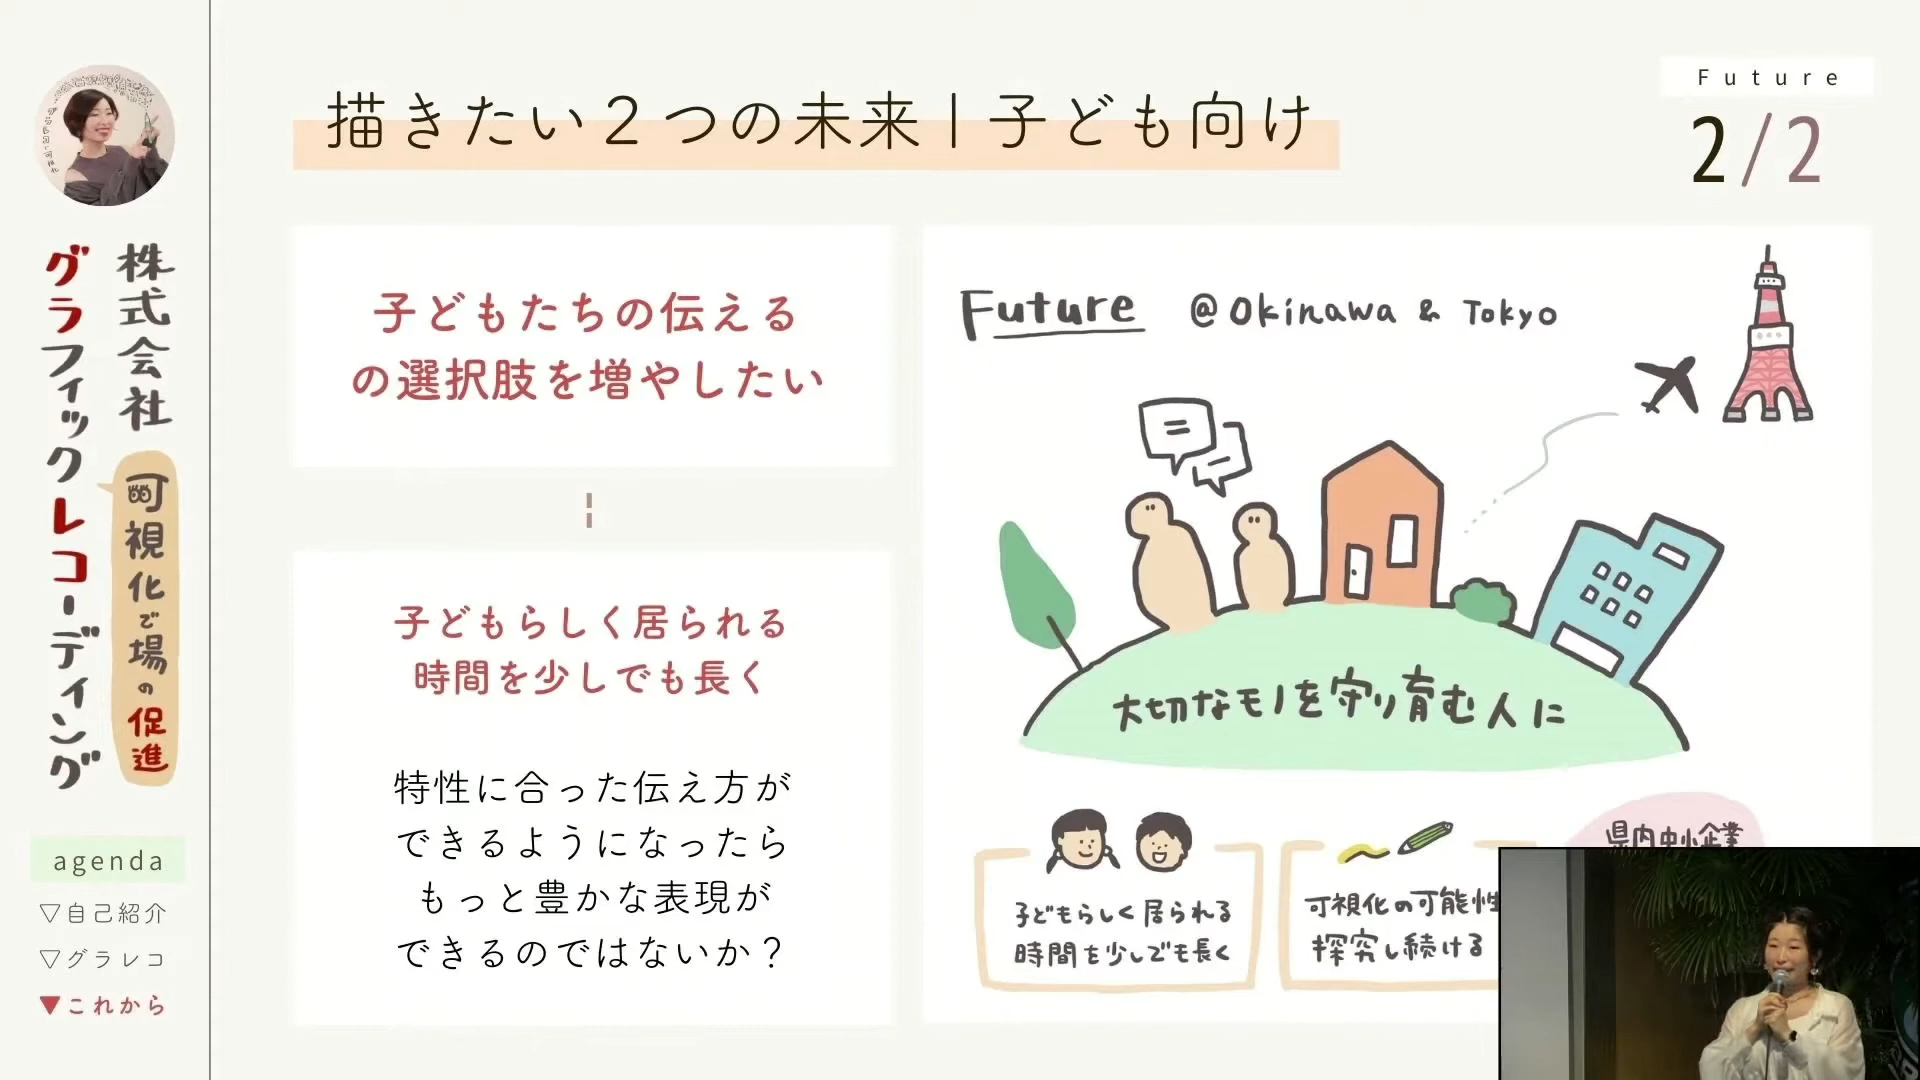 株式会社
グラフィックレコーディング
可視化で場の促進
agenda
▽自己紹介
▽グラレコ
▼これから
描きたい2つの未来|子ども向け
Future
2/2
子どもたちの伝える
の選択肢を増やしたい
子どもらしく居られる
時間を少しでも長く
特性に合った伝え方が
できるようになったら
もっと豊かな表現が
できるのではないか？
Future @Okinawa & Tokyo
大切なモノを守り育む人に
子どもらしく居られる
時間を少しでも長く
可視化の可能性
探究し続ける
県内中小企業